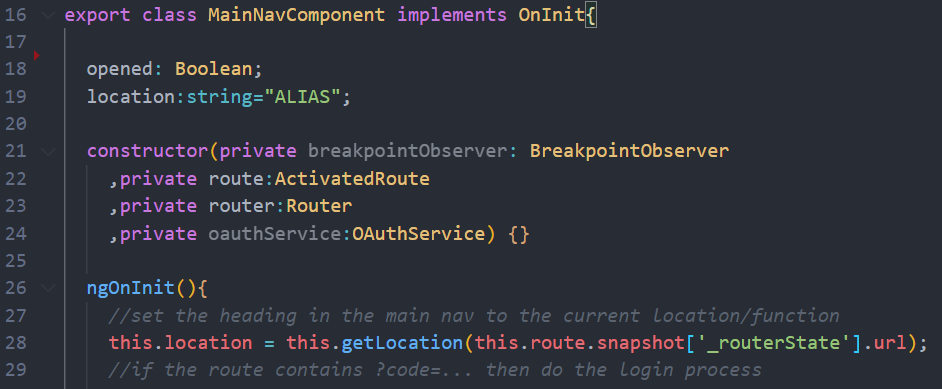 16 export class MainNavComponent implements OnInit{
17
18 opened: Boolean;
19 location:string="ALIAS";
20
21 constructor(private breakpointObserver: BreakpointObserver
22 ,private route:ActivatedRoute
23 ,private router:Router
24 ,private oauthService:OAuthService) {}
25
26 ngOnInit(){
27 //set the heading in the main nav to the current location/function
28 this.location = this.getLocation(this.route.snapshot['_routerState'].url);
29 //if the route contains ?code=... then do the login process